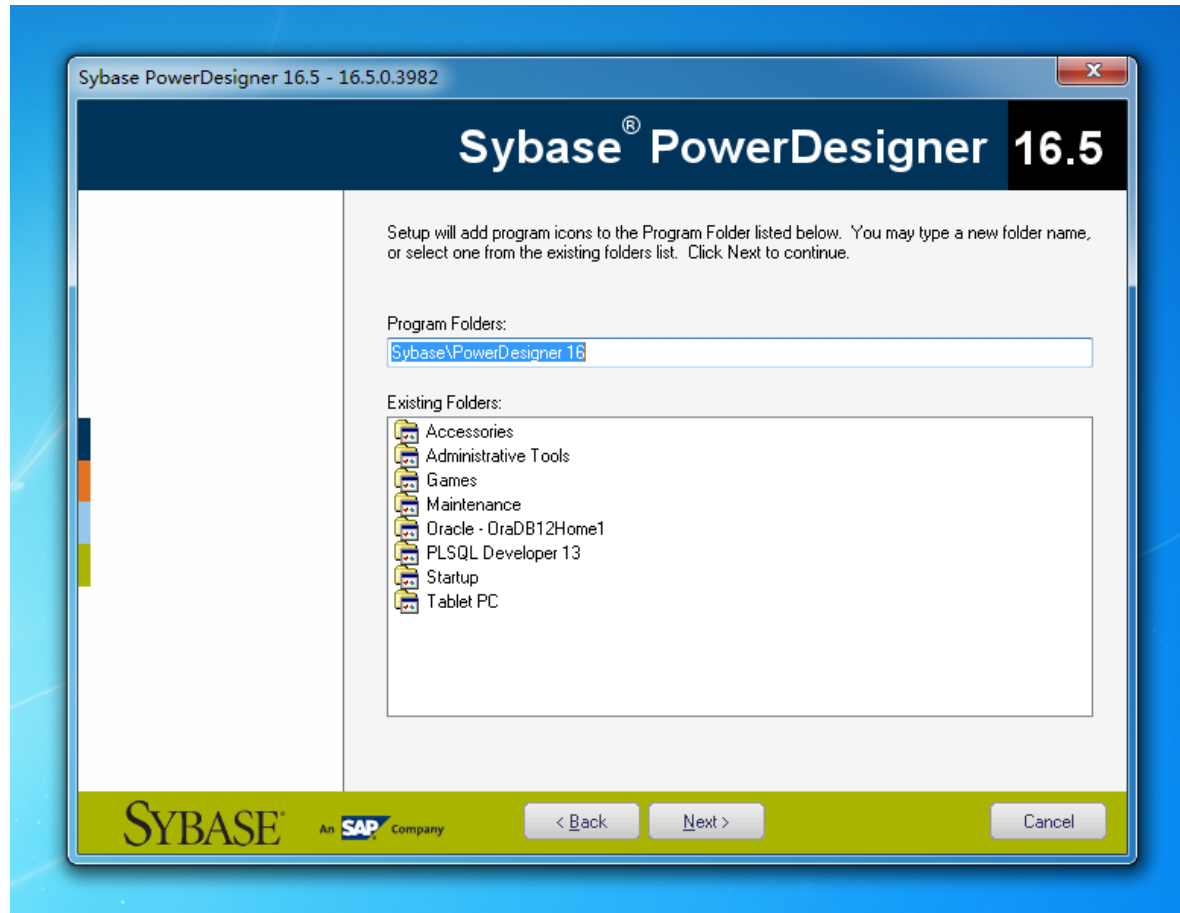 Sybase PowerDesigner 16.5 - 16.5.0.3982
Sybase® PowerDesigner 16.5
Setup will add program icons to the Program Folder listed below. You may type a new folder name,
or select one from the existing folders list. Click Next to continue.
Program Folders:
Sybase\PowerDesigner 16
Existing Folders:
Accessories
Administrative Tools
Games
Maintenance
Oracle - OraDB12Home1
PLSQL Developer 13
Startup
Tablet PC
SYBASE An SAP Company
< Back Next > Cancel